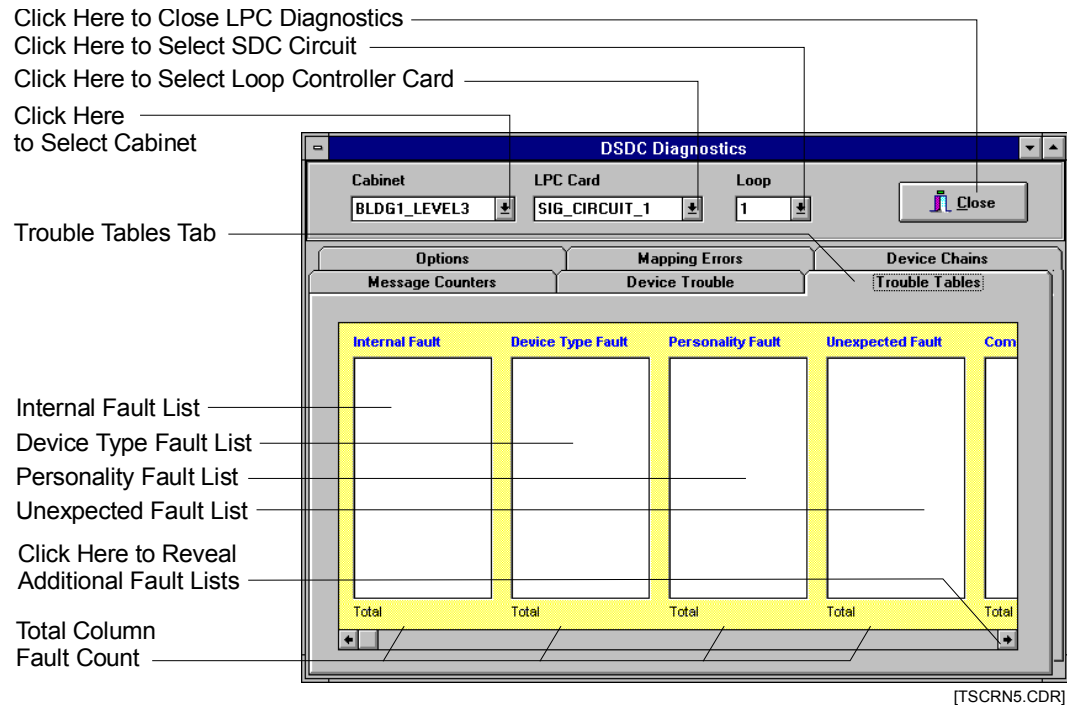 Click Here to Close LPC Diagnostics
Click Here to Select SDC Circuit
Click Here to Select Loop Controller Card
Click Here
to Select Cabinet
DSDC Diagnostics
Cabinet LPC Card Loop
BLDG1_LEVEL3 SIG_CIRCUIT_1 1 Close
Trouble Tables Tab
Options Mapping Errors Device Chains
Message Counters Device Trouble Trouble Tables
Internal Fault Device Type Fault Personality Fault Unexpected Fault Com
Internal Fault List
Device Type Fault List
Personality Fault List
Unexpected Fault List
Click Here to Reveal
Additional Fault Lists
Total Total Total Total Total
Total Column
Fault Count
[TSCRN5.CDR]